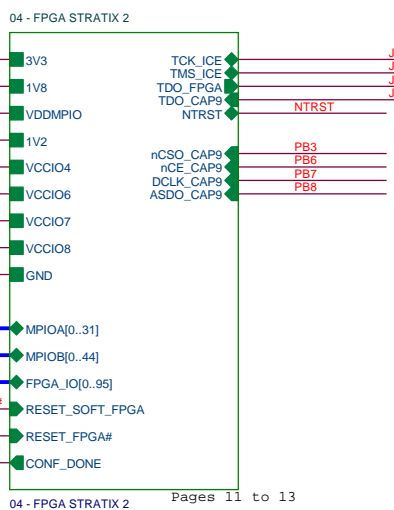 04 - FPGA STRATIX 2
3V3
1V8
VDDMPIO
1V2
VCCIO4
VCCIO6
VCCIO7
VCCIO8
GND
MPIOA[0..31]
MPIOB[0..44]
FPGA_IO[0..95]
RESET_SOFT_FPGA
RESET_FPGA#
CONF_DONE
TCK_ICE
TMS_ICE
TDO_FPGA
TDO_CAP9
NTRST NTRST
nCSO_CAP9 PB3
nCE_CAP9 PB6
DCLK_CAP9 PB7
ASDO_CAP9 PB8
04 - FPGA STRATIX 2
Pages 11 to 13